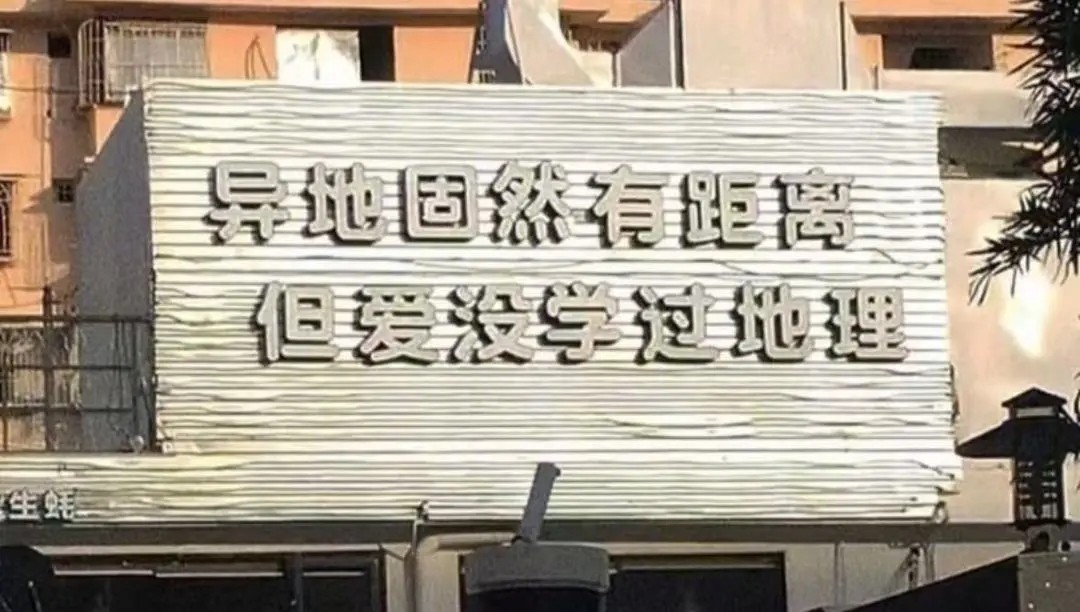 异地固然有距离
但爱没学过地理
生蚝